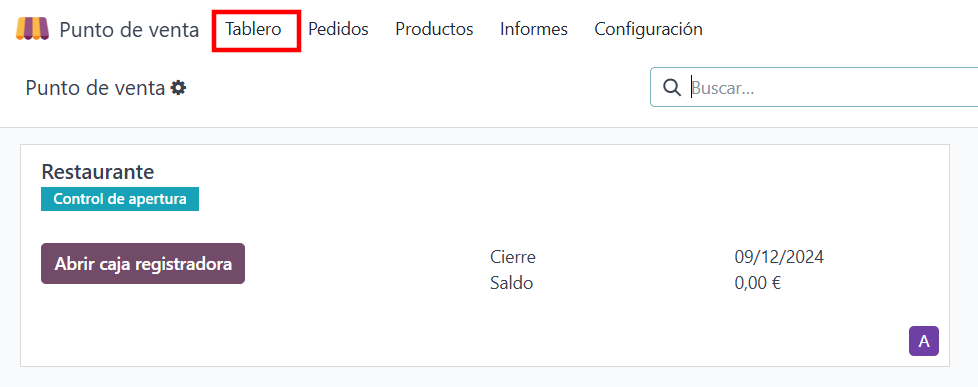 Punto de venta Tablero Pedidos Productos Informes Configuración
Punto de venta
Buscar...
Restaurante
Control de apertura
Abrir caja registradora
Cierre 09/12/2024
Saldo 0,00 €
A